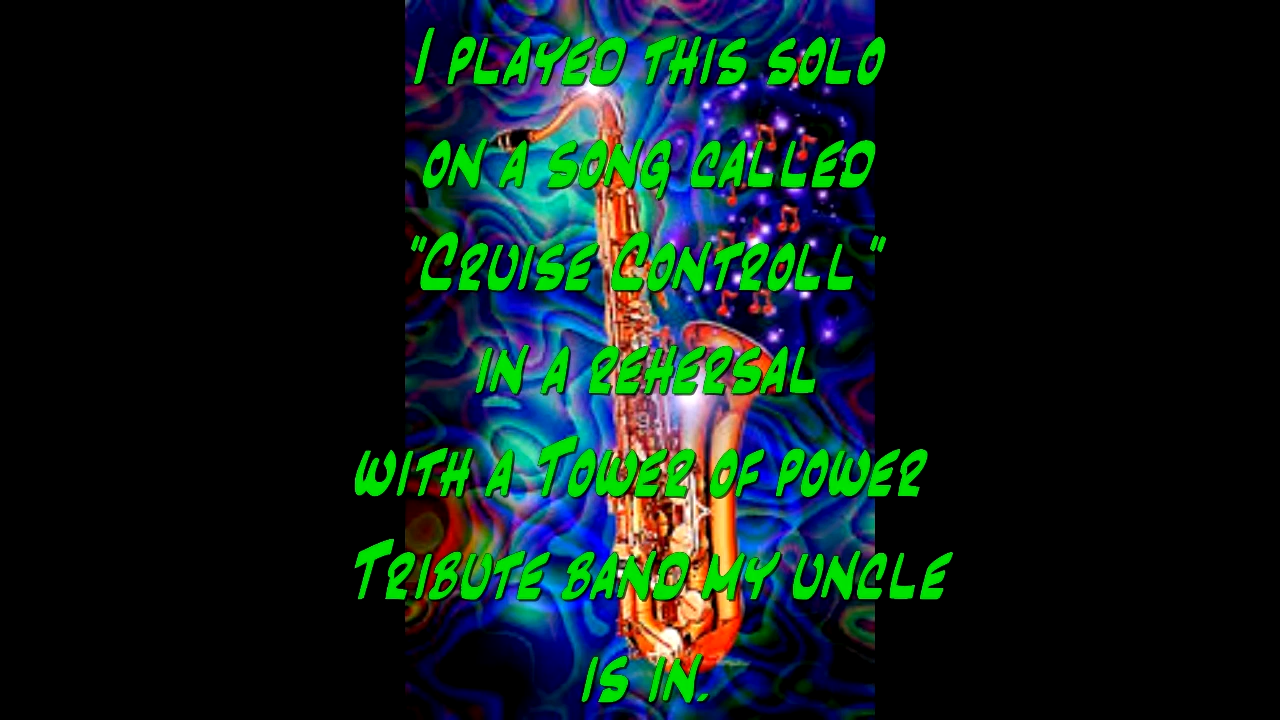 I played this solo
on a song called
"Cruise Controll"
in a rehersal
with a Tower of power
Tribute band my uncle
is in.